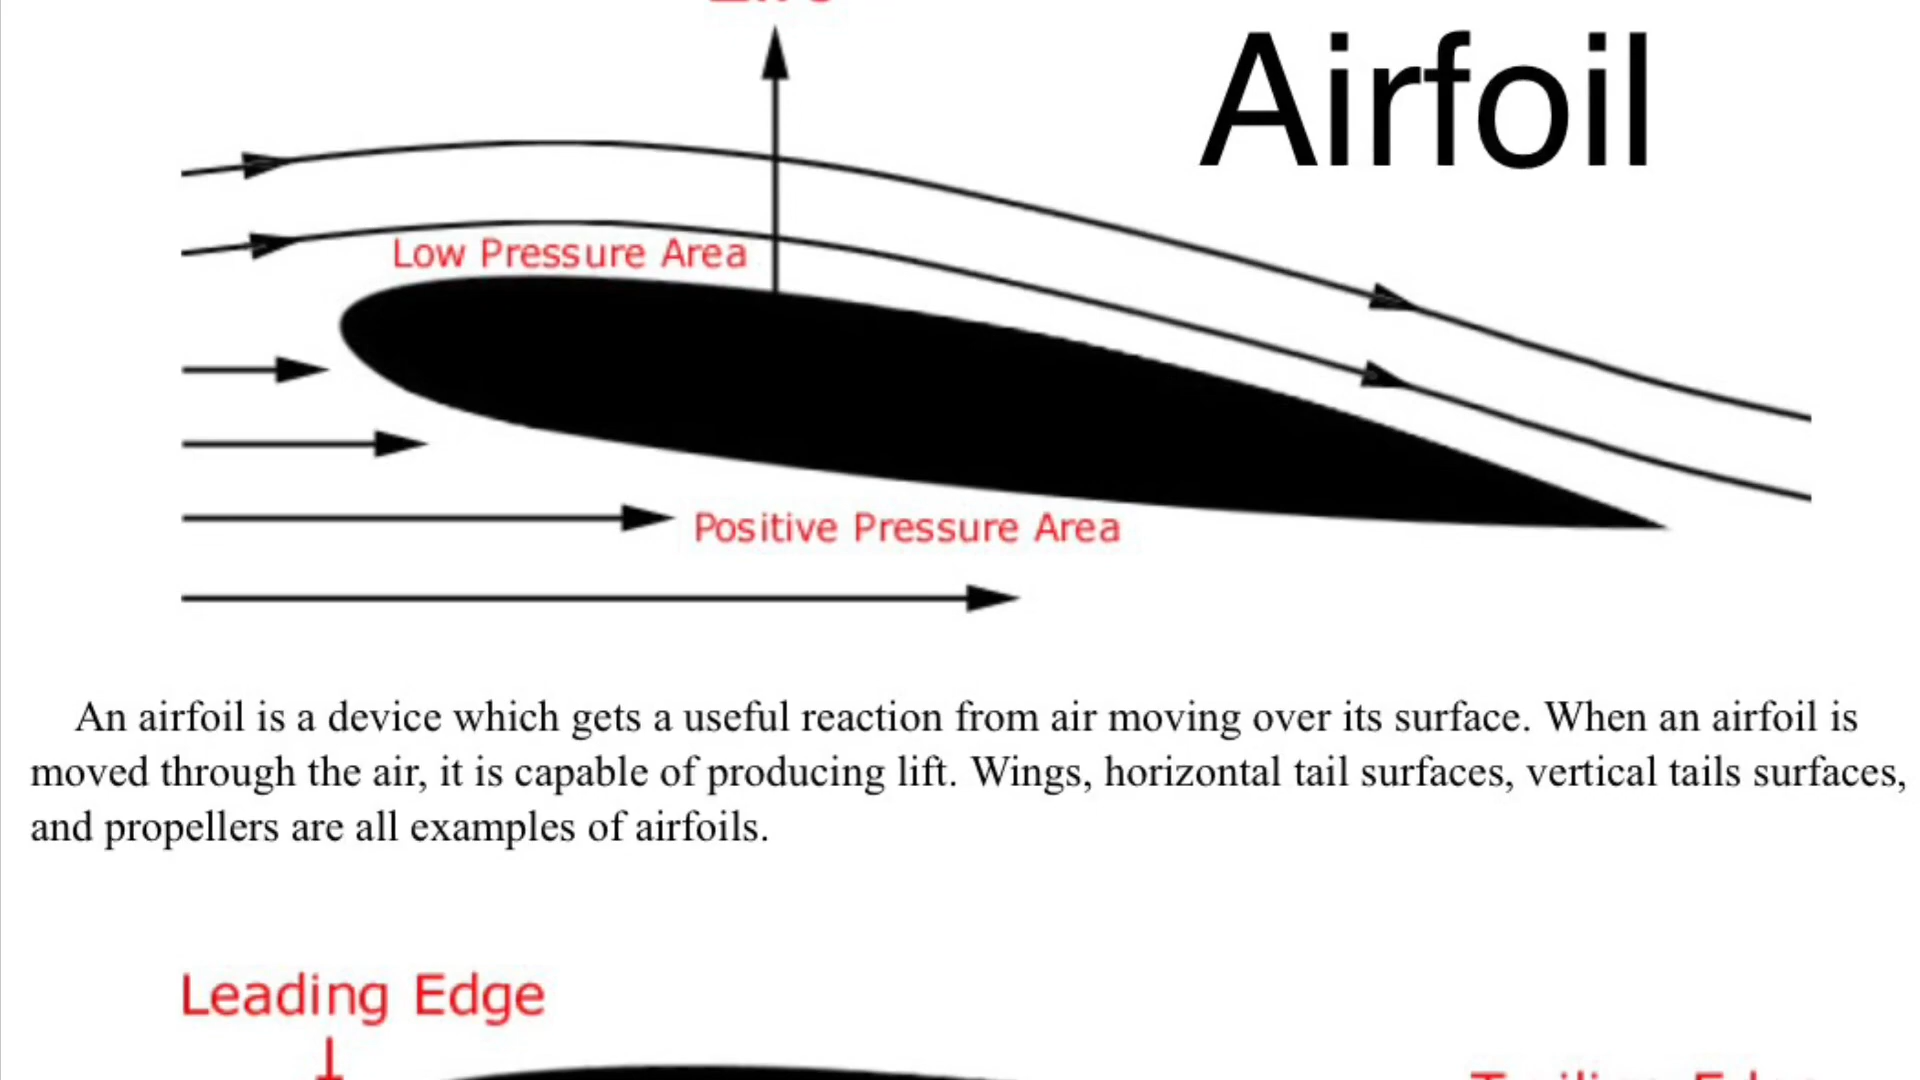 Airfoil
Low Pressure Area
Positive Pressure Area
An airfoil is a device which gets a useful reaction from air moving over its surface. When an airfoil is
moved through the air, it is capable of producing lift. Wings, horizontal tail surfaces, vertical tails surfaces,
and propellers are all examples of airfoils.
Leading Edge